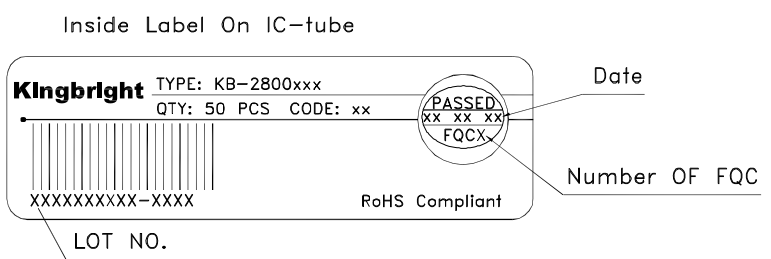 Inside Label On IC-tube
Kingbright
TYPE: KB-2800xxx
QTY: 50 PCS CODE: xx
PASSED
xx xx xx
FQCX
Date
Number OF FQC
XXXXXXXXXX-XXXX
RoHS Compliant
LOT NO.